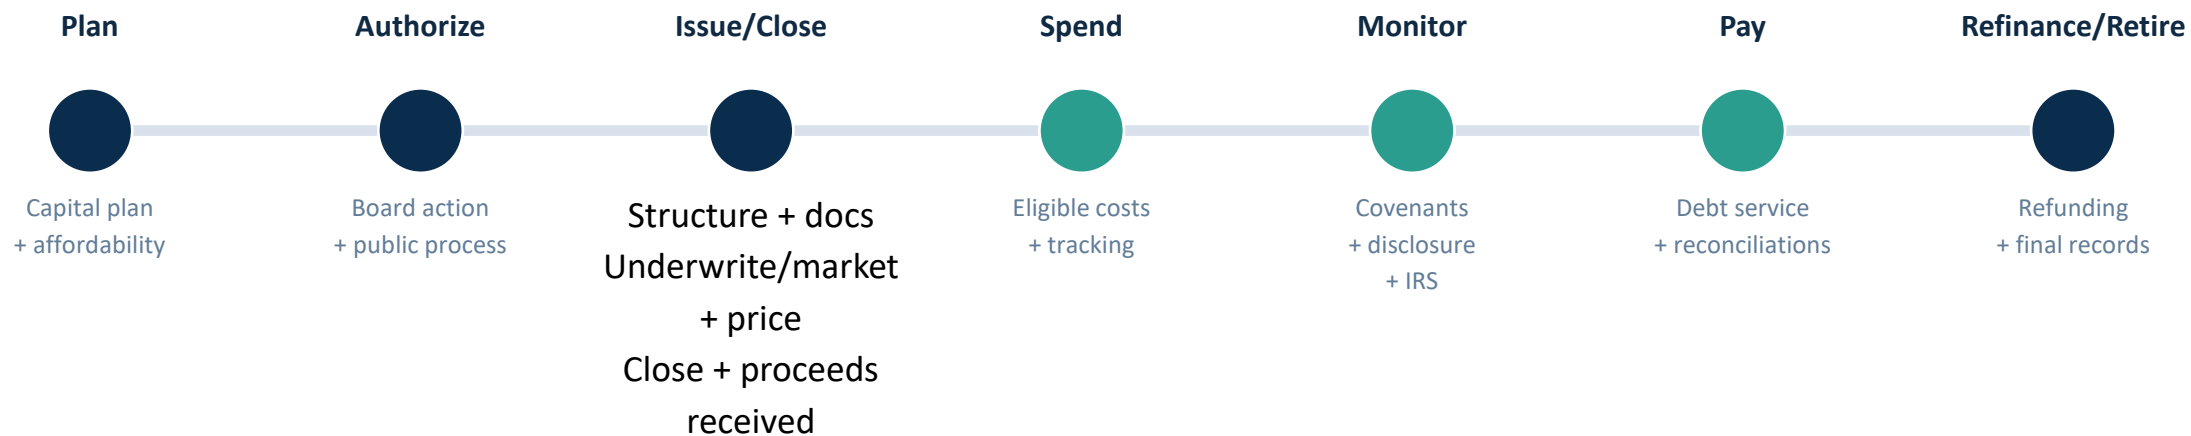 Plan
Authorize
Issue/Close
Spend
Monitor
Pay
Refinance/Retire
Capital plan
+ affordability
Board action
+ public process
Structure + docs
Underwrite/market
+ price
Close + proceeds
received
Eligible costs
+ tracking
Covenants
+ disclosure
+ IRS
Debt service
+ reconciliations
Refunding
+ final records